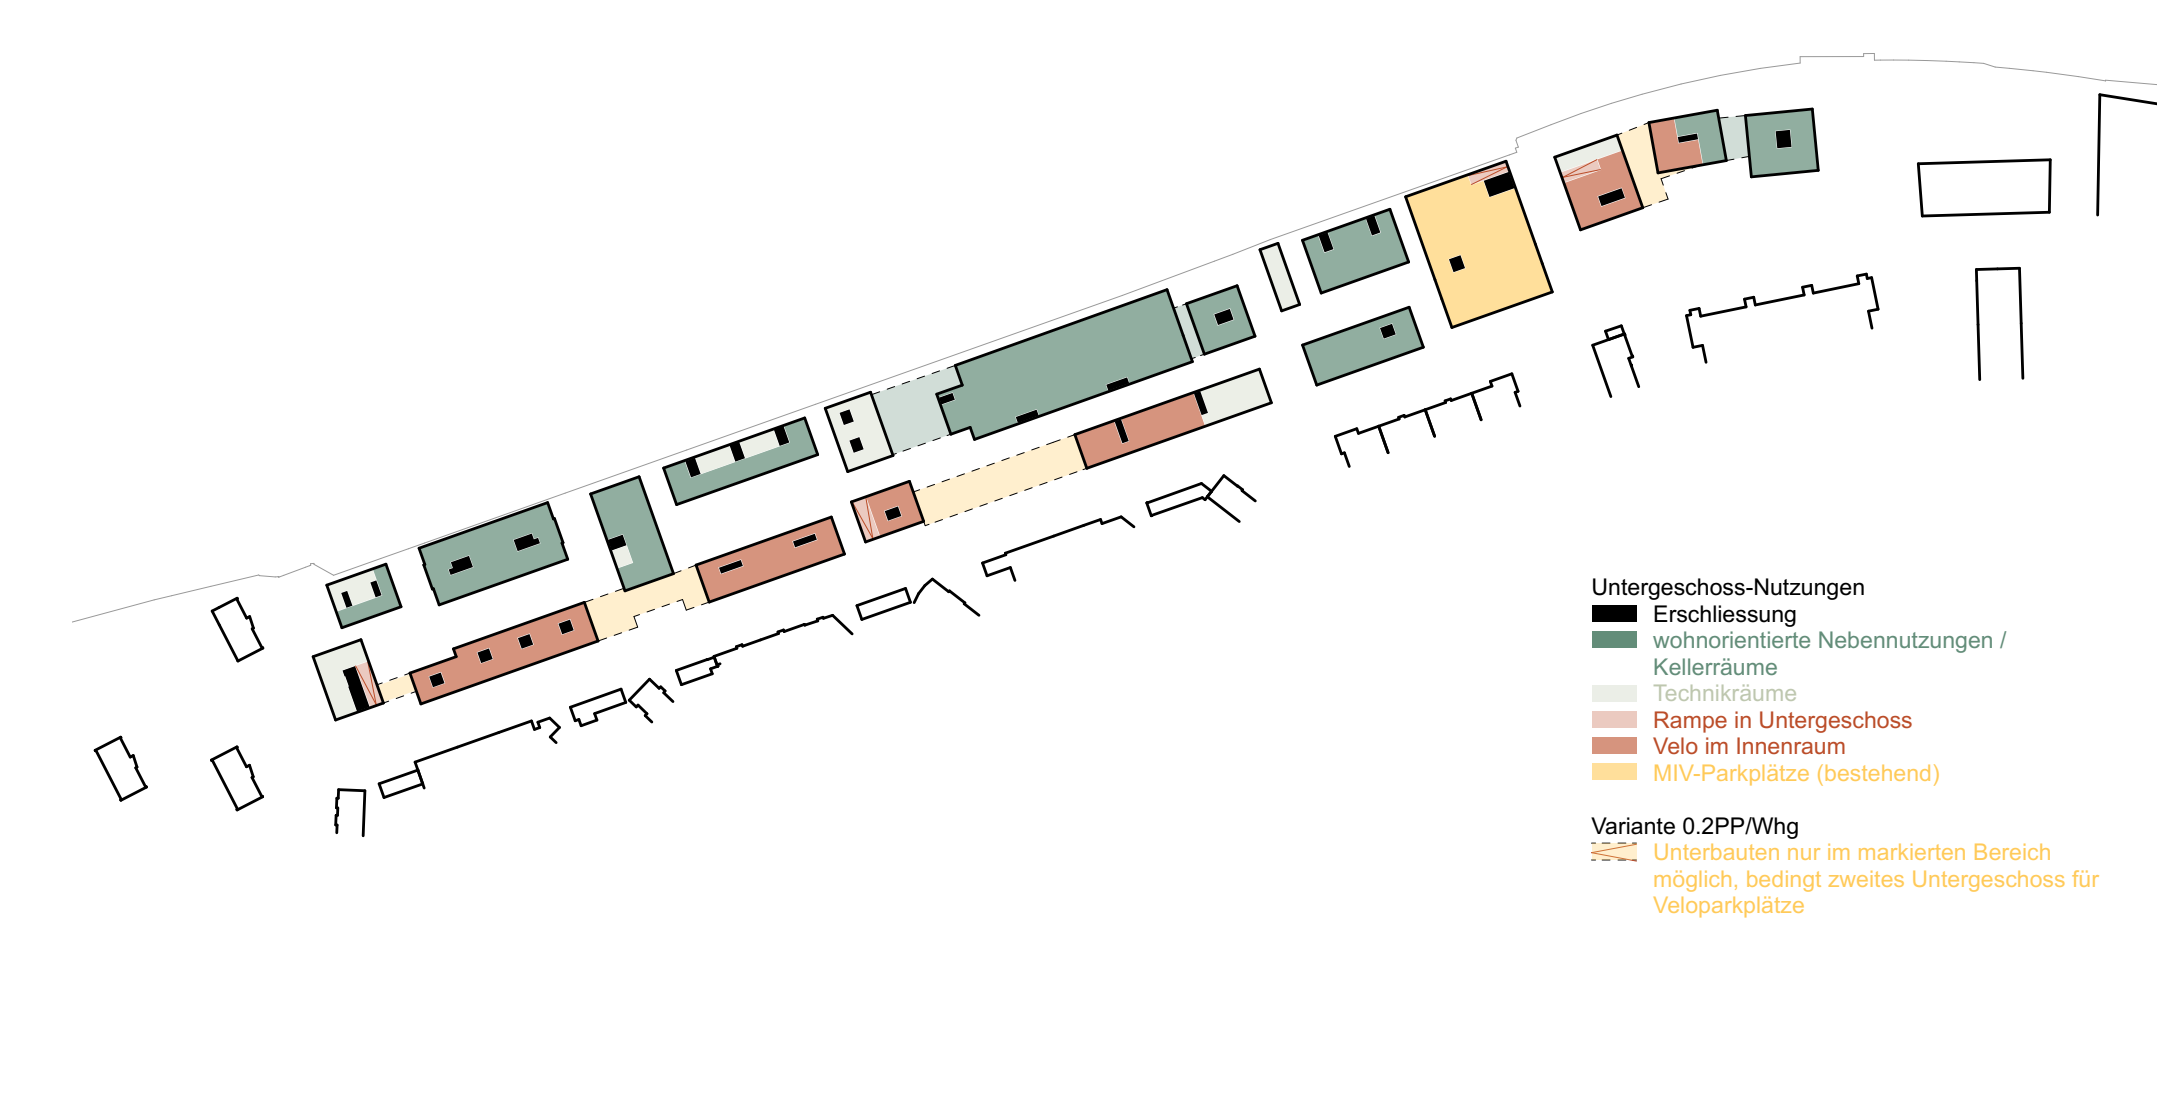 Untergeschoss-Nutzungen
Erschliessung
wohnorientierte Nebennutzungen /
Kellerräume
Technikräume
Rampe in Untergeschoss
Velo im Innenraum
MIV-Parkplätze (bestehend)
Variante 0.2PP/Whg
Unterbauten nur im markierten Bereich
möglich, bedingt zweites Untergeschoss für
Veloparkplätze